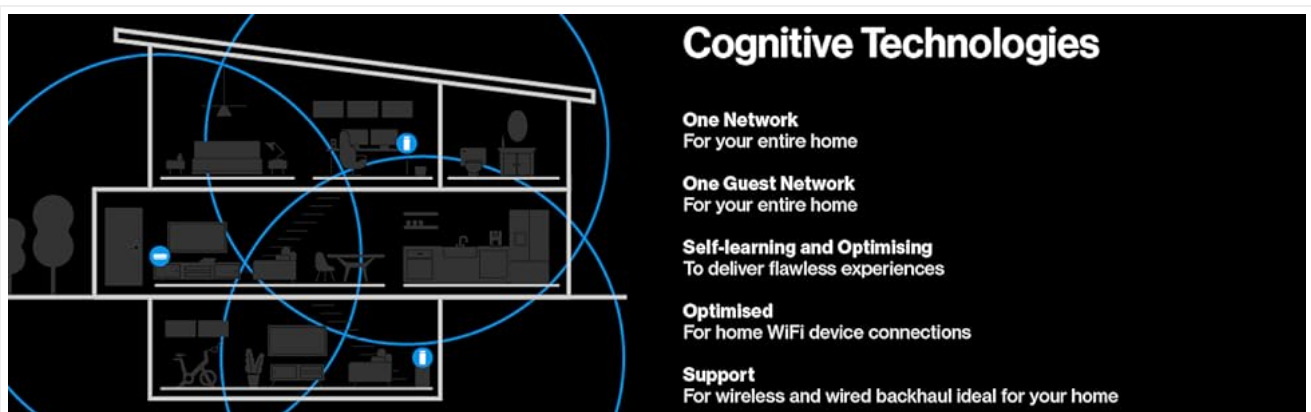 Cognitive Technologies
One Network
For your entire home
One Guest Network
For your entire home
Self-learning and Optimising
To deliver flawless experiences
Optimised
For home WiFi device connections
Support
For wireless and wired backhaul ideal for your home